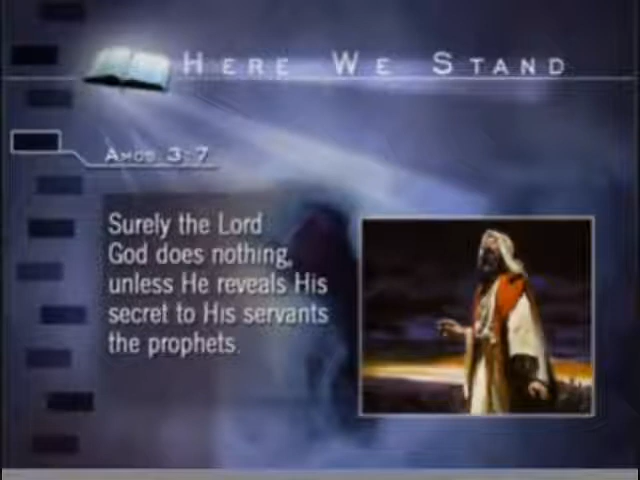 HERE WE STAND
AMOS 3:7
Surely the Lord
God does nothing,
unless He reveals His
secret to His servants
the prophets.